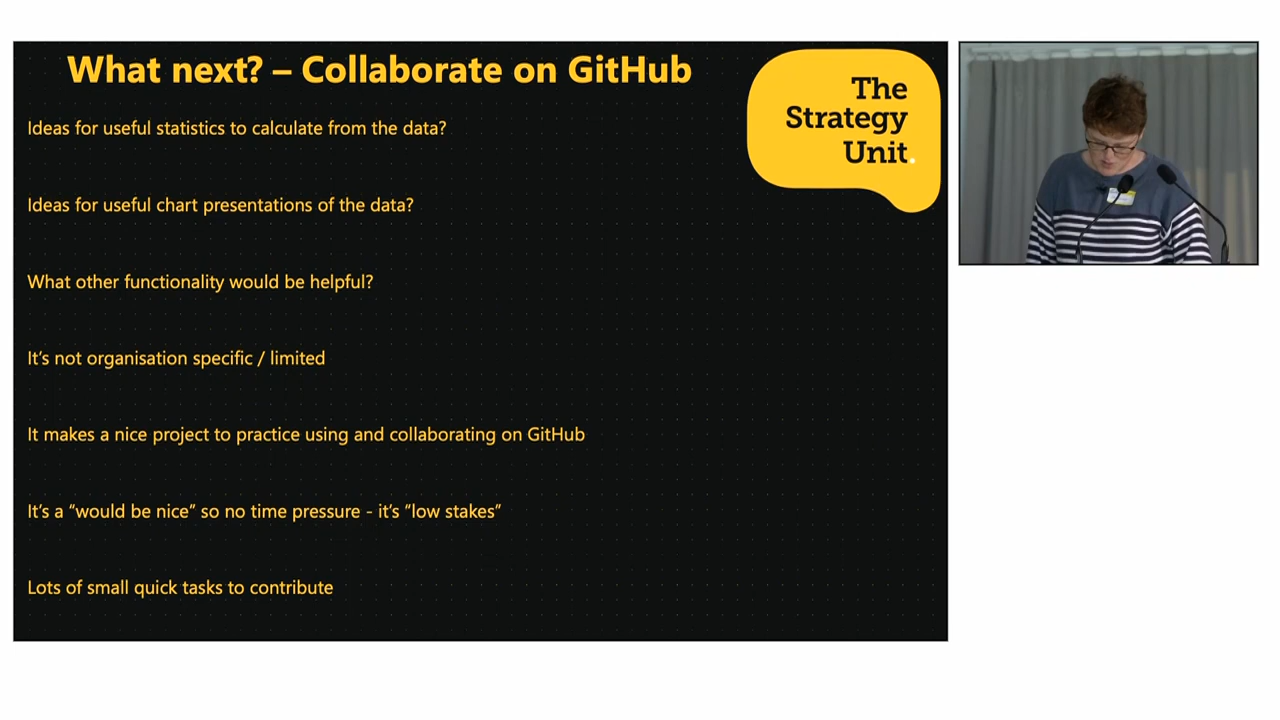 What next? – Collaborate on GitHub
The
Strategy
Unit.
Ideas for useful statistics to calculate from the data?
Ideas for useful chart presentations of the data?
What other functionality would be helpful?
It’s not organisation specific / limited
It makes a nice project to practice using and collaborating on GitHub
It’s a “would be nice” so no time pressure - it’s “low stakes”
Lots of small quick tasks to contribute